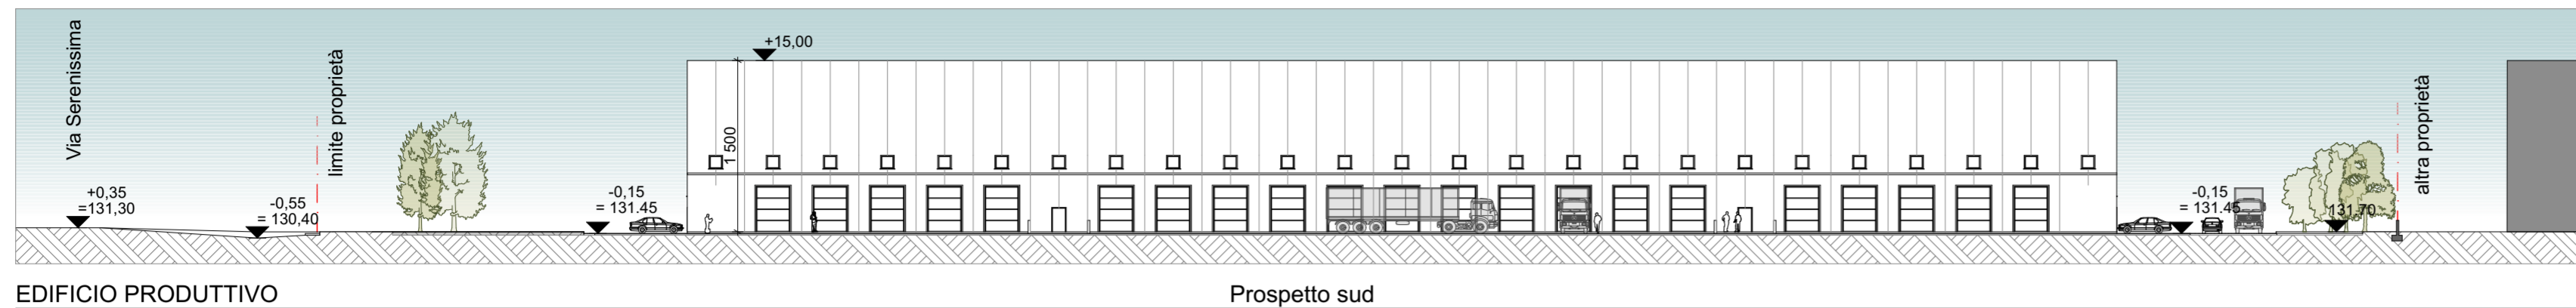 Via Serenissima
limite proprietà
+15,00
1 500
altra proprietà
+0,35
=131,30
-0,55
= 130,40
-0,15
= 131.45
-0,15
= 131.45
131.70
EDIFICIO PRODUTTIVO
Prospetto sud